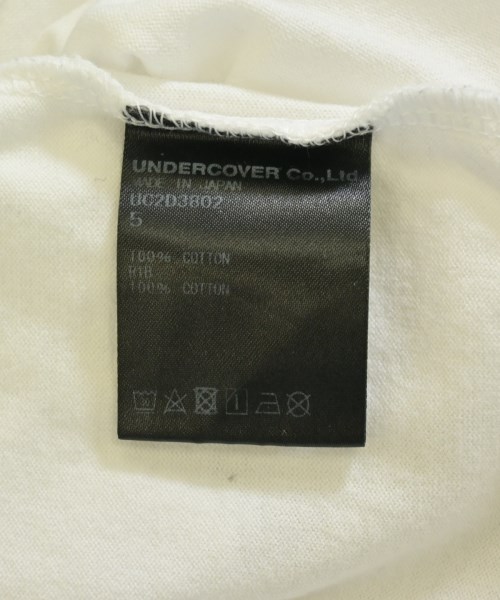 UNDERCOVER Co.,Ltd
MADE IN JAPAN
UC2D3802
5
100% COTTON
RIB
100% COTTON